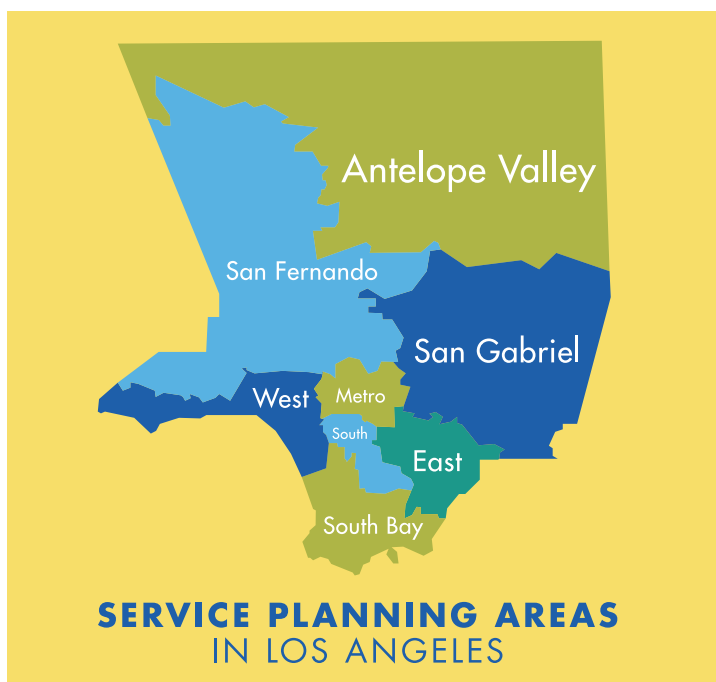 Antelope Valley
San Fernando
San Gabriel
West
Metro
South
East
South Bay
SERVICE PLANNING AREAS
IN LOS ANGELES